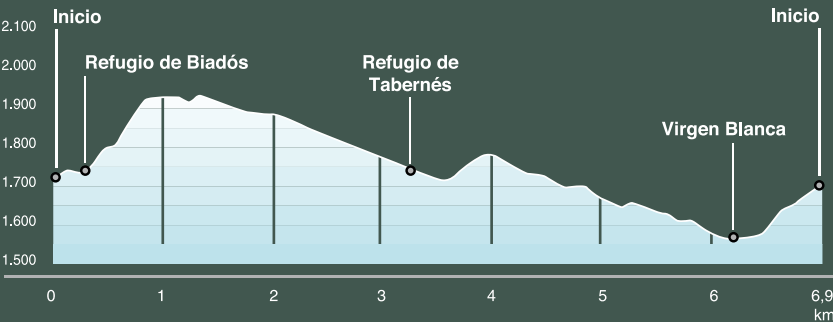 Inicio
Inicio
2.100
Refugio de Biadós
Refugio de
Tabernés
2.000
1.900
1.800
Virgen Blanca
1.700
1.600
1.500
0 1 2 3 4 5 6 6,9
km